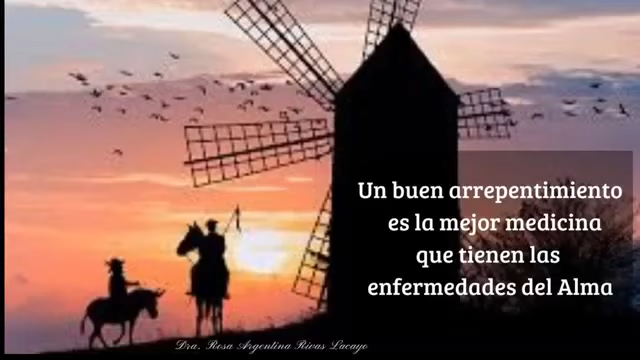 Un buen arrepentimiento
es la mejor medicina
que tienen las
enfermedades del Alma
Dra. Rosa Argentina Rivas Lacayo